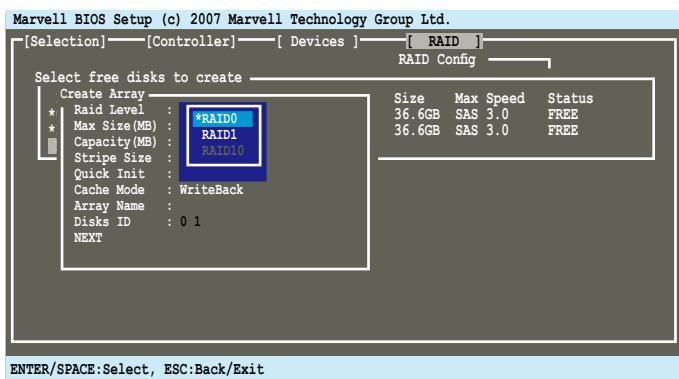 Marvell BIOS Setup (c) 2007 Marvell Technology Group Ltd.
[Selection] [Controller] [ Devices ] [ RAID ]
RAID Config
Select free disks to create
Create Array
Size Max Speed Status
* Raid Level : 36.6GB SAS 3.0 FREE
* Max Size(MB) : 36.6GB SAS 3.0 FREE
Capacity(MB) :
Stripe Size :
Quick Init :
Cache Mode : WriteBack
Array Name :
Disks ID : 0 1
NEXT
*RAID0
RAID1
RAID10
ENTER/SPACE:Select, ESC:Back/Exit